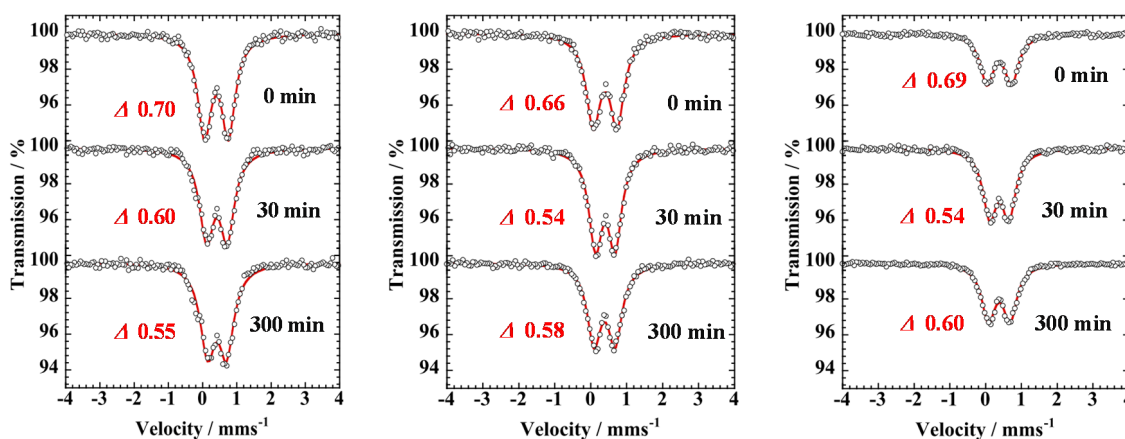 100
98
96
100
98
96
100
98
96
94
Transmission / %
Δ 0.70
0 min
Δ 0.60
30 min
Δ 0.55
300 min
-4 -3 -2 -1 0 1 2 3 4
Velocity / mms-1
100
98
96
100
98
96
100
98
96
94
Transmission / %
Δ 0.66
0 min
Δ 0.54
30 min
Δ 0.58
300 min
-4 -3 -2 -1 0 1 2 3 4
Velocity / mms-1
100
98
96
100
98
96
100
98
96
94
Transmission / %
Δ 0.69
0 min
Δ 0.54
30 min
Δ 0.60
300 min
-4 -3 -2 -1 0 1 2 3 4
Velocity / mms-1